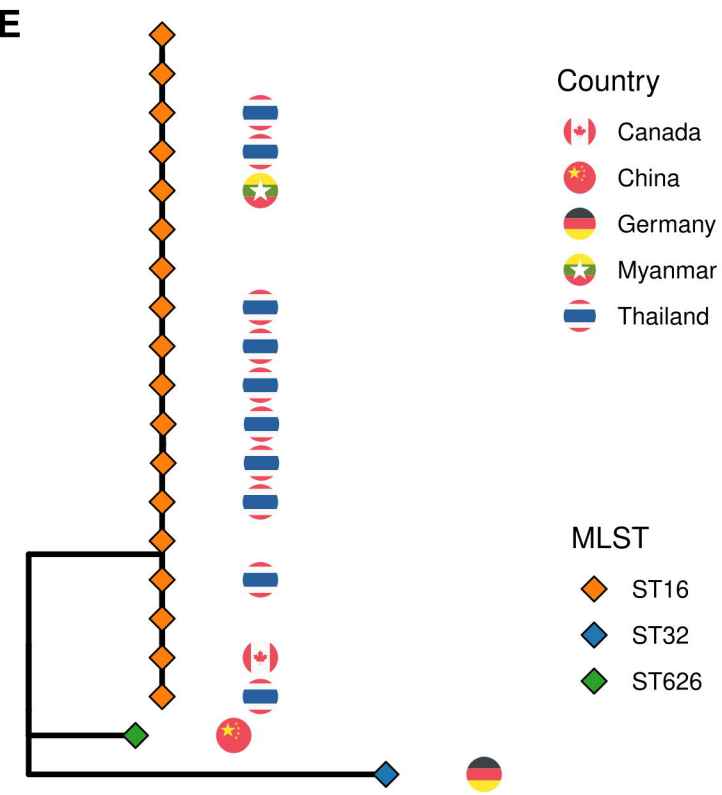 E
Country
Canada
China
Germany
Myanmar
Thailand
MLST
ST16
ST32
ST626